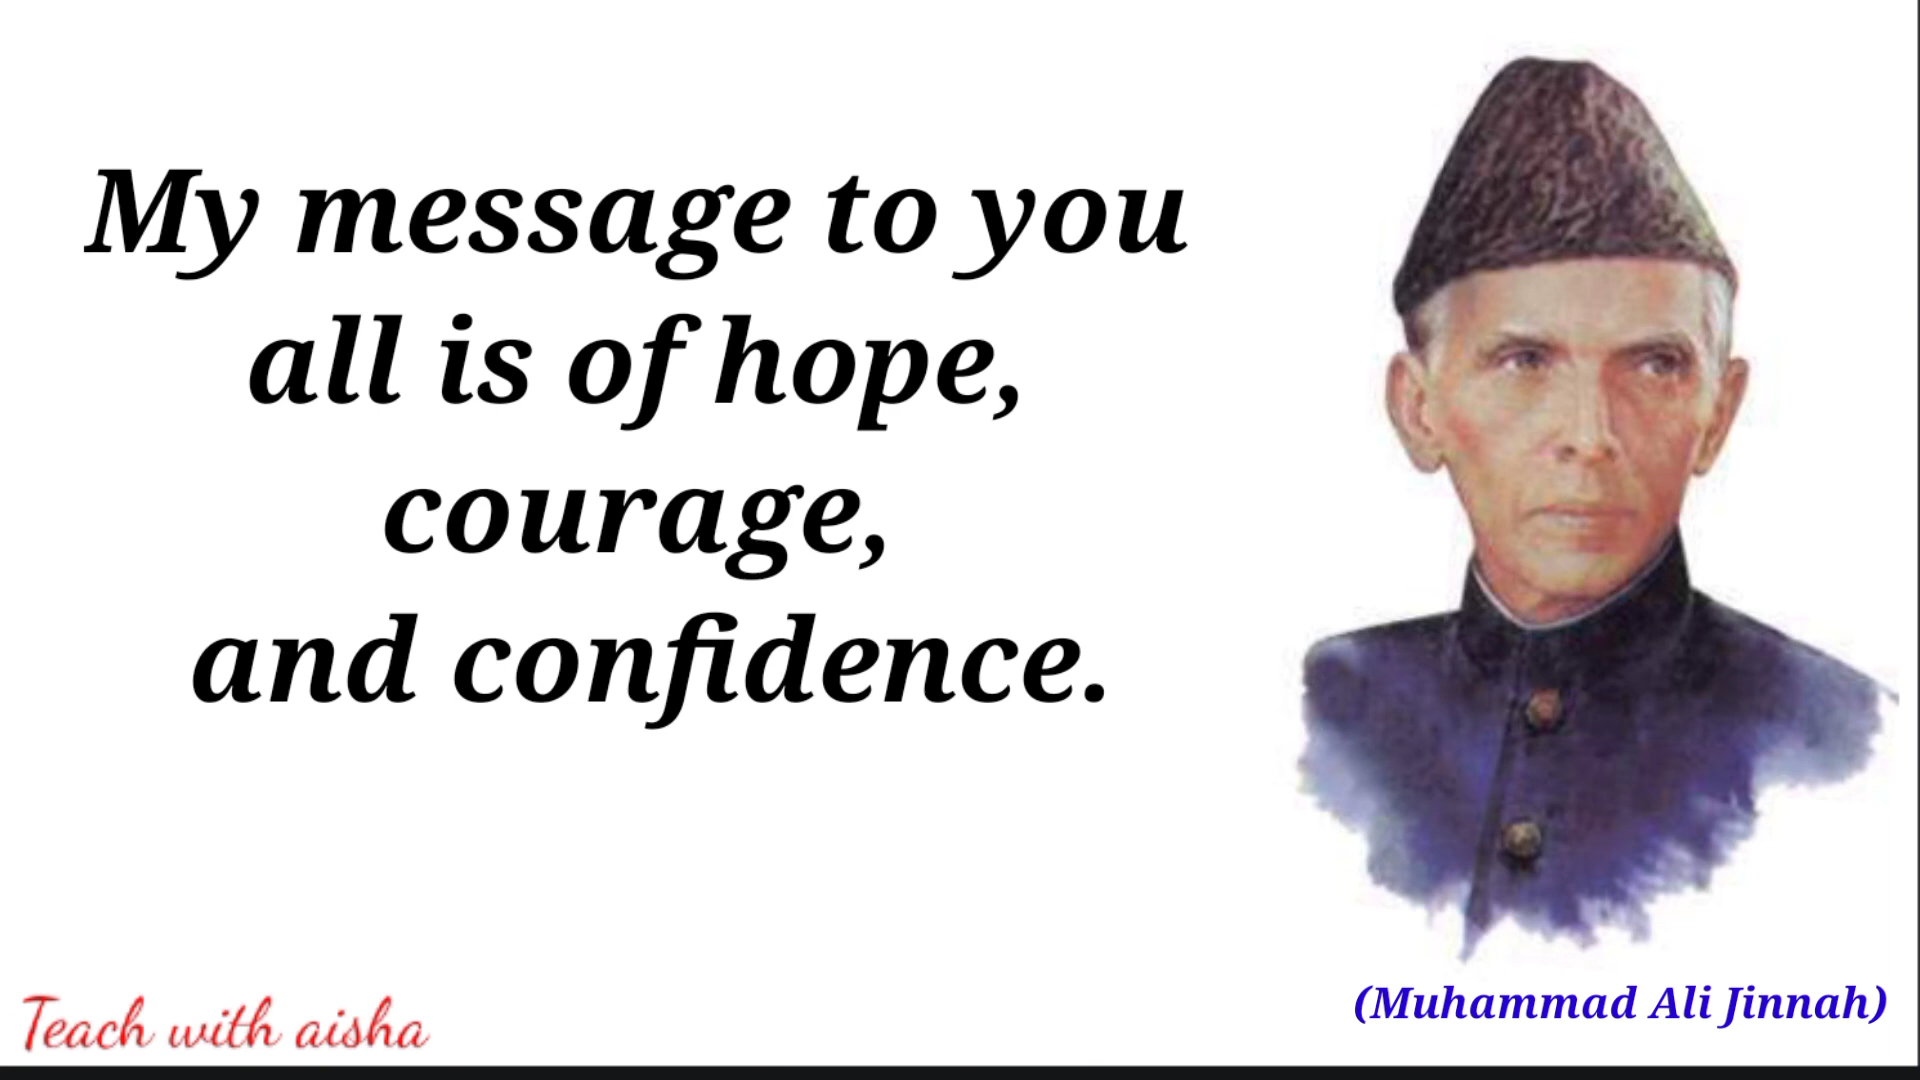 My message to you
all is of hope,
courage,
and confidence.
(Muhammad Ali Jinnah)
Teach with aisha